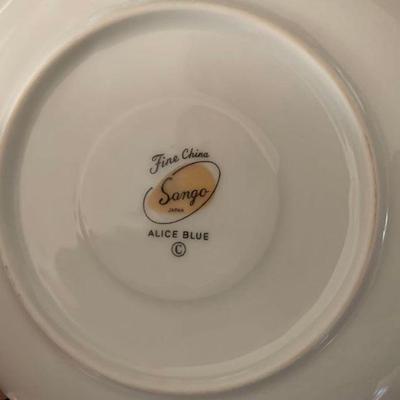 Fine China
Sango
JAPAN
ALICE BLUE
©